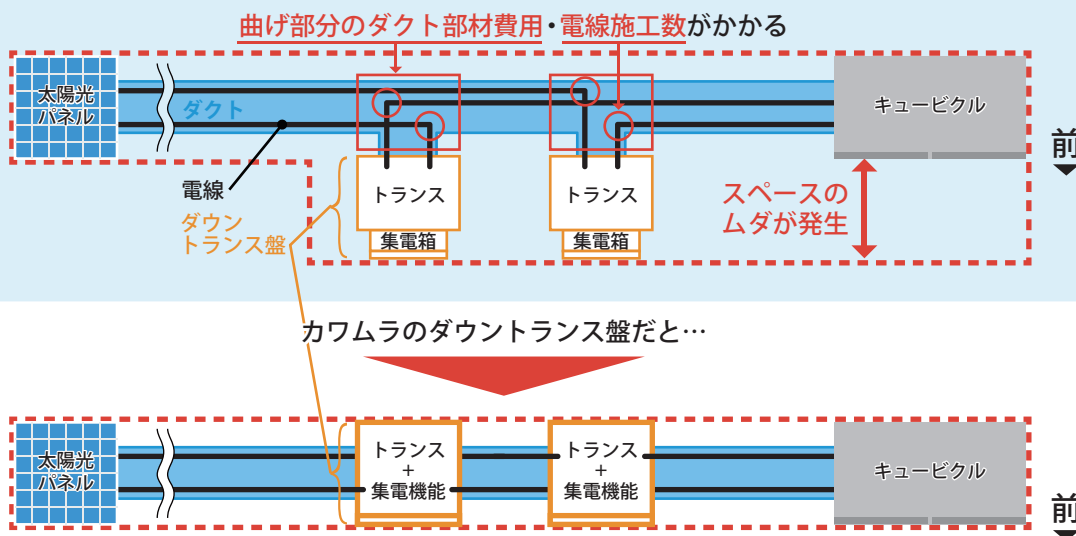 曲げ部分のダクト部材費用・電線施工数がかかる
太陽光
パネル
ダクト
キュービクル
前
電線
トランス
トランス
スペースの
ムダが発生
ダウン
トランス盤
集電箱
集電箱
カワムラのダウントランス盤だと…
太陽光
パネル
トランス
+
集電機能
トランス
+
集電機能
キュービクル
前